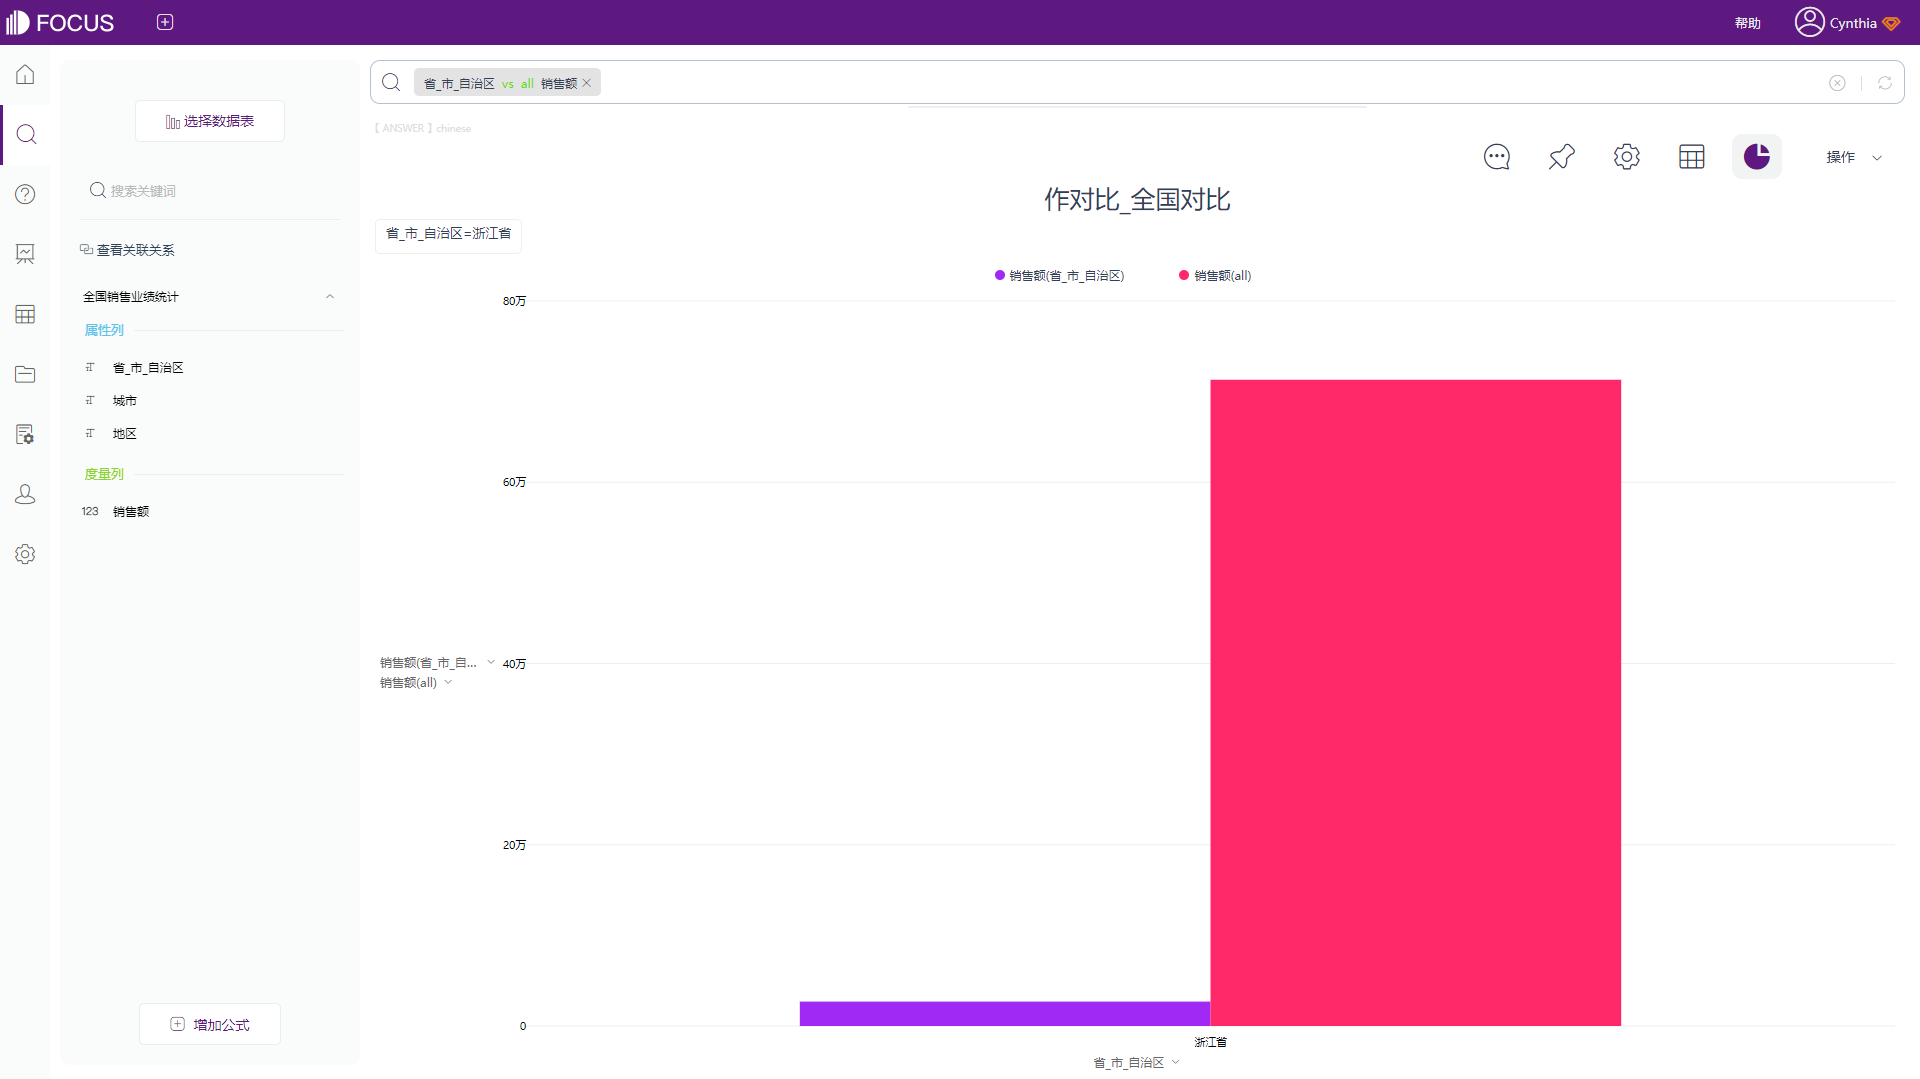 FOCUS
帮助
Cynthia
选择数据表
搜索关键词
查看关联关系
全国销售业绩统计
属性列
省_市_自治区
城市
地区
度量列
123 销售额
增加公式
省_市_自治区 vs all 销售额
【 ANSWER 】chinese
操作
作对比_全国对比
省_市_自治区=浙江省
销售额(省_市_自治区)
销售额(all)
80万
60万
40万
20万
0
销售额(省_市_自...
销售额(all)
浙江省
省_市_自治区